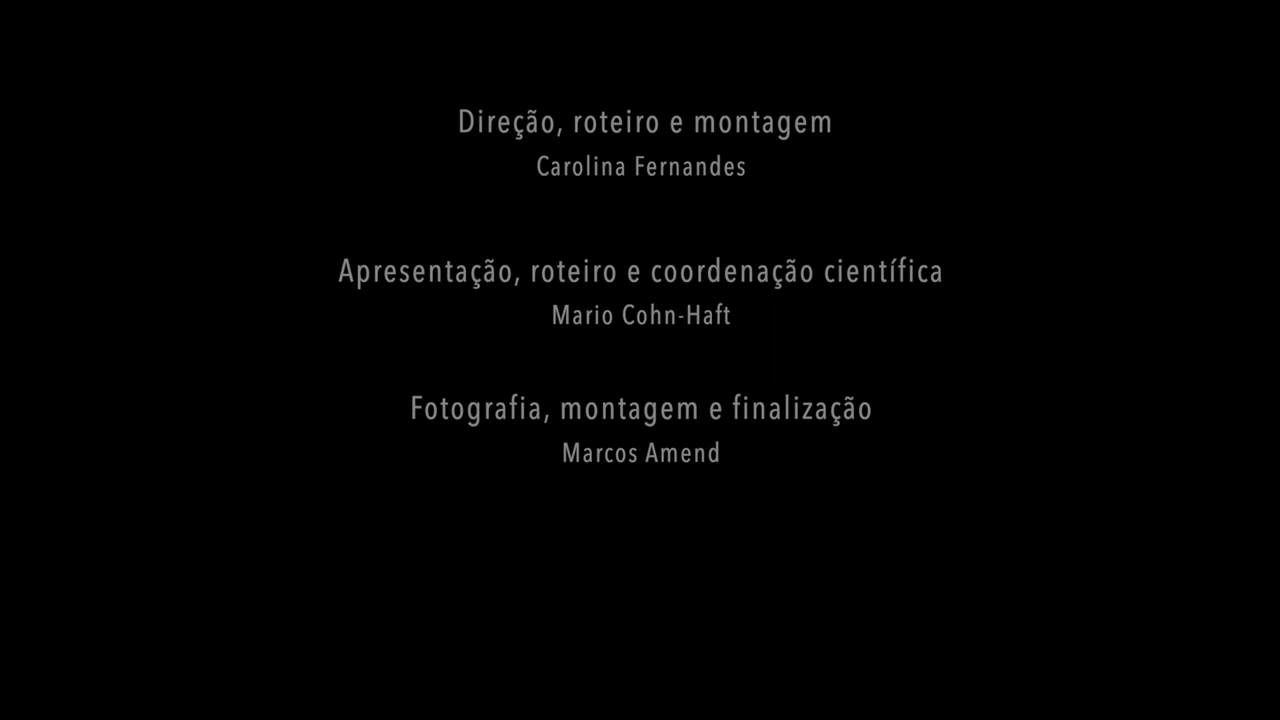 Direção, roteiro e montagem
Carolina Fernandes
Apresentação, roteiro e coordenação científica
Mario Cohn-Haft
Fotografia, montagem e finalização
Marcos Amend